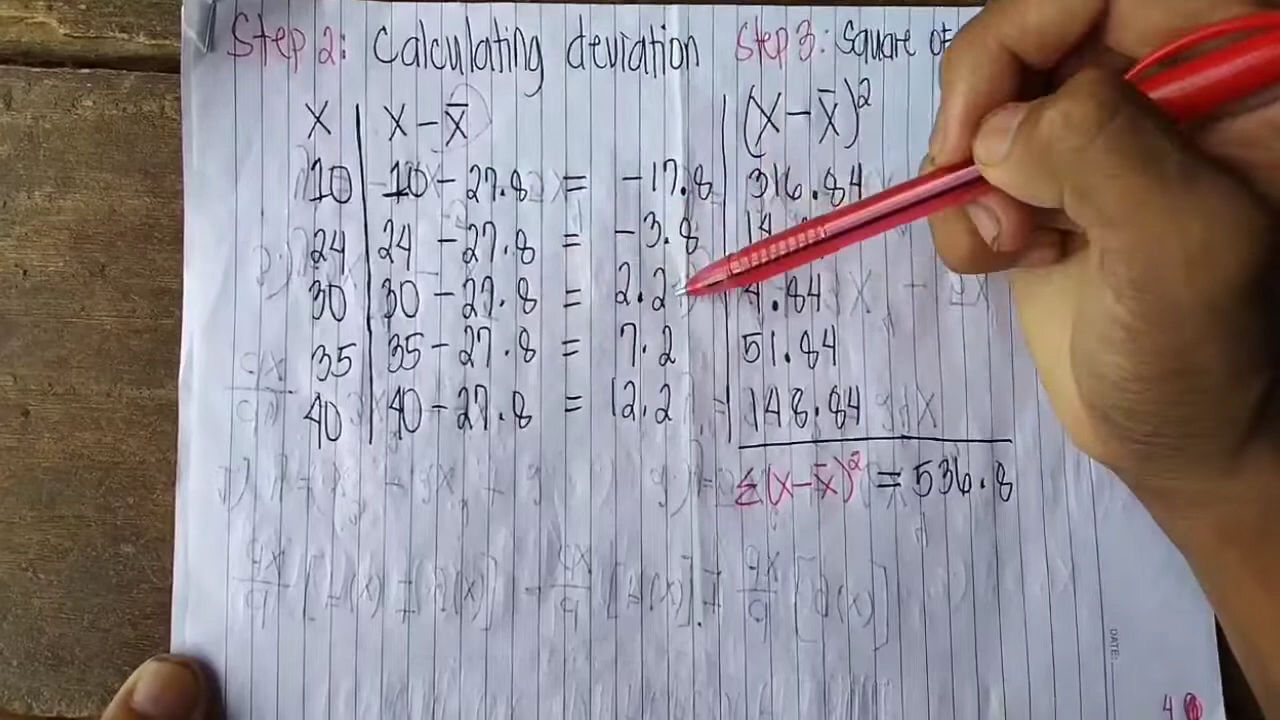 Step 2: Calculating deviation Step 3: Square of
X X - X̄ (X - X̄)²
10 10 - 27.8 = -17.8 316.84
24 24 - 27.8 = -3.8
30 30 - 27.8 = 2.2 4.84
35 35 - 27.8 = 7.2 51.84
40 40 - 27.8 = 12.2 148.84
Σ(X - X̄)² = 536.8
DATE:
4